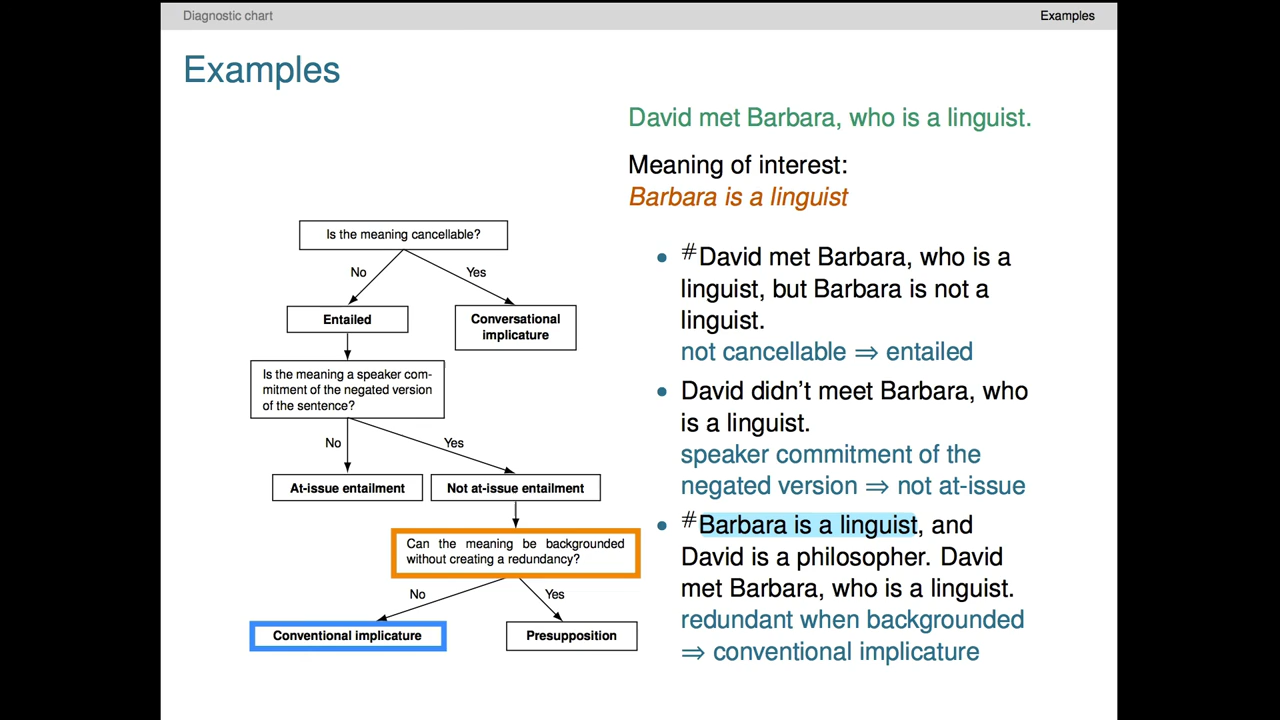 Diagnostic chart
Examples
Examples
David met Barbara, who is a linguist.
Meaning of interest:
Barbara is a linguist
Is the meaning cancellable?
No
Yes
Entailed
Conversational
implicature
Is the meaning a speaker com-
mitment of the negated version
of the sentence?
No
Yes
At-issue entailment
Not at-issue entailment
Can the meaning be backgrounded
without creating a redundancy?
No
Yes
Conventional implicature
Presupposition
• #David met Barbara, who is a
linguist, but Barbara is not a
linguist.
not cancellable ⇒ entailed
• David didn't meet Barbara, who
is a linguist.
speaker commitment of the
negated version ⇒ not at-issue
• #Barbara is a linguist, and
David is a philosopher. David
met Barbara, who is a linguist.
redundant when backgrounded
⇒ conventional implicature